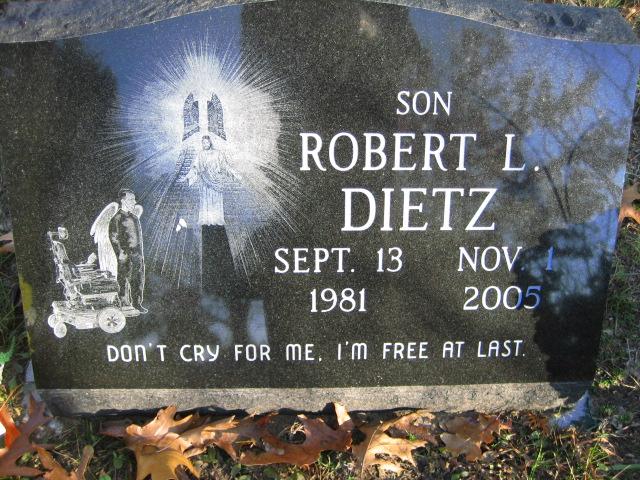 SON
ROBERT L.
DIETZ
SEPT. 13 NOV. 1
1981 2005
DON'T CRY FOR ME, I'M FREE AT LAST.